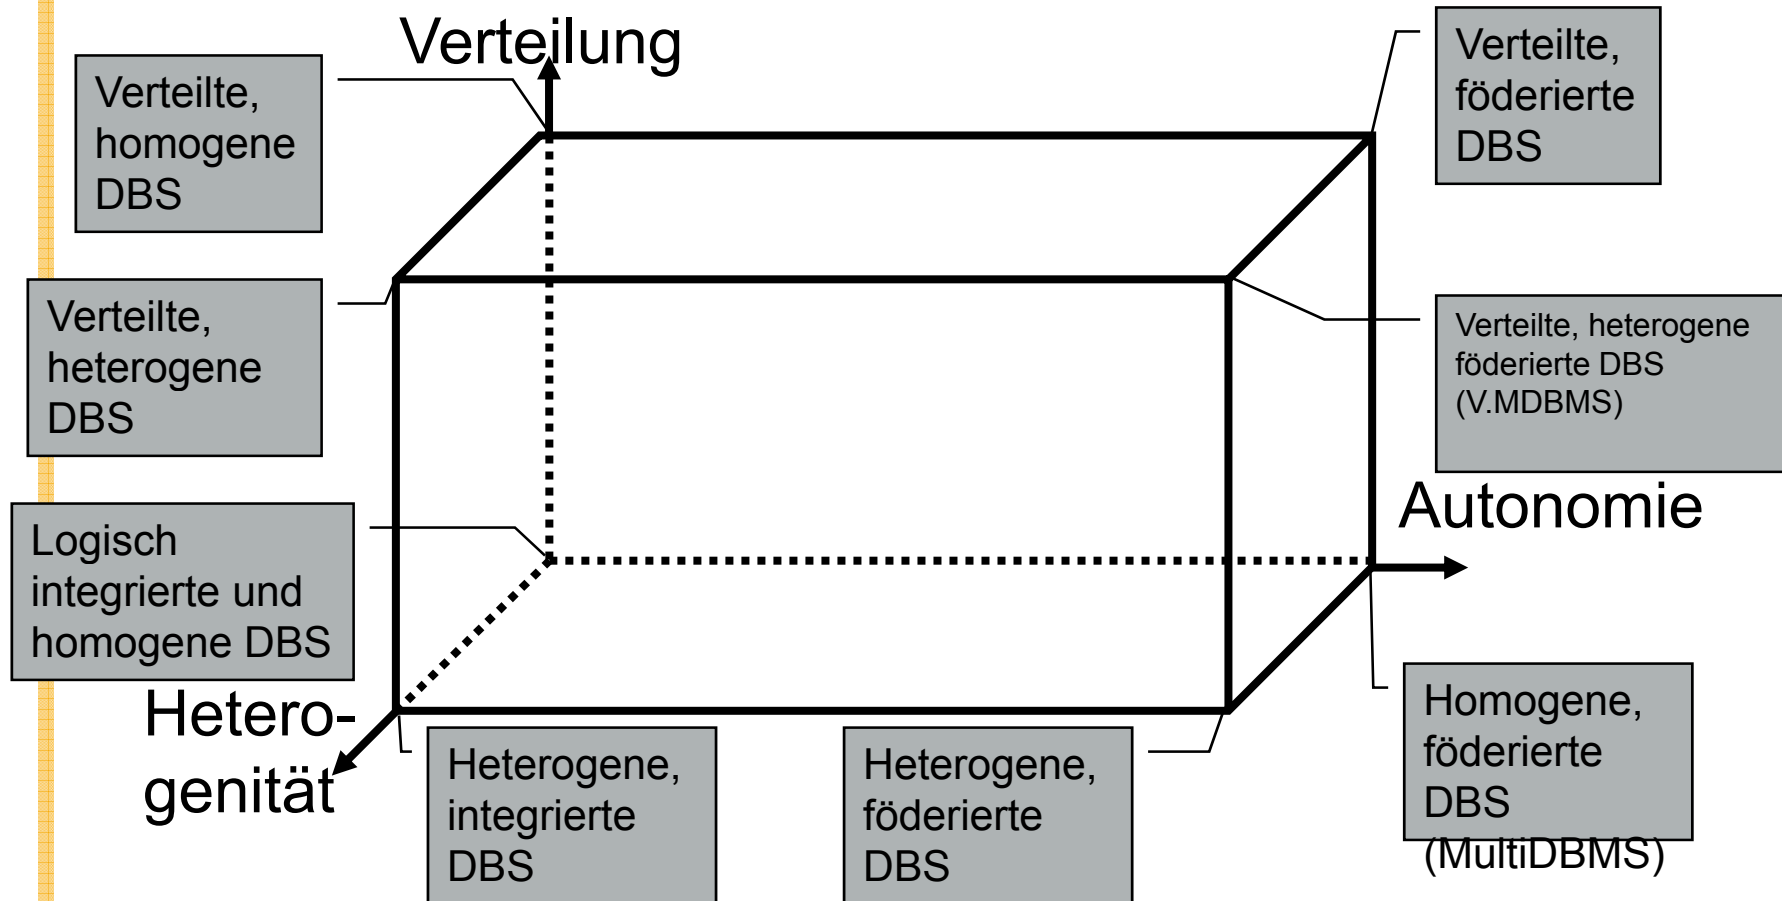 Verteilung
Verteilte,
homogene
DBS
Verteilte,
föderierte
DBS
Verteilte,
heterogene
DBS
Verteilte, heterogene
föderierte DBS
(V.MDBMS)
Autonomie
Logisch
integrierte und
homogene DBS
Hetero-
genität
Heterogene,
integrierte
DBS
Heterogene,
föderierte
DBS
Homogene,
föderierte
DBS
(MultiDBMS)